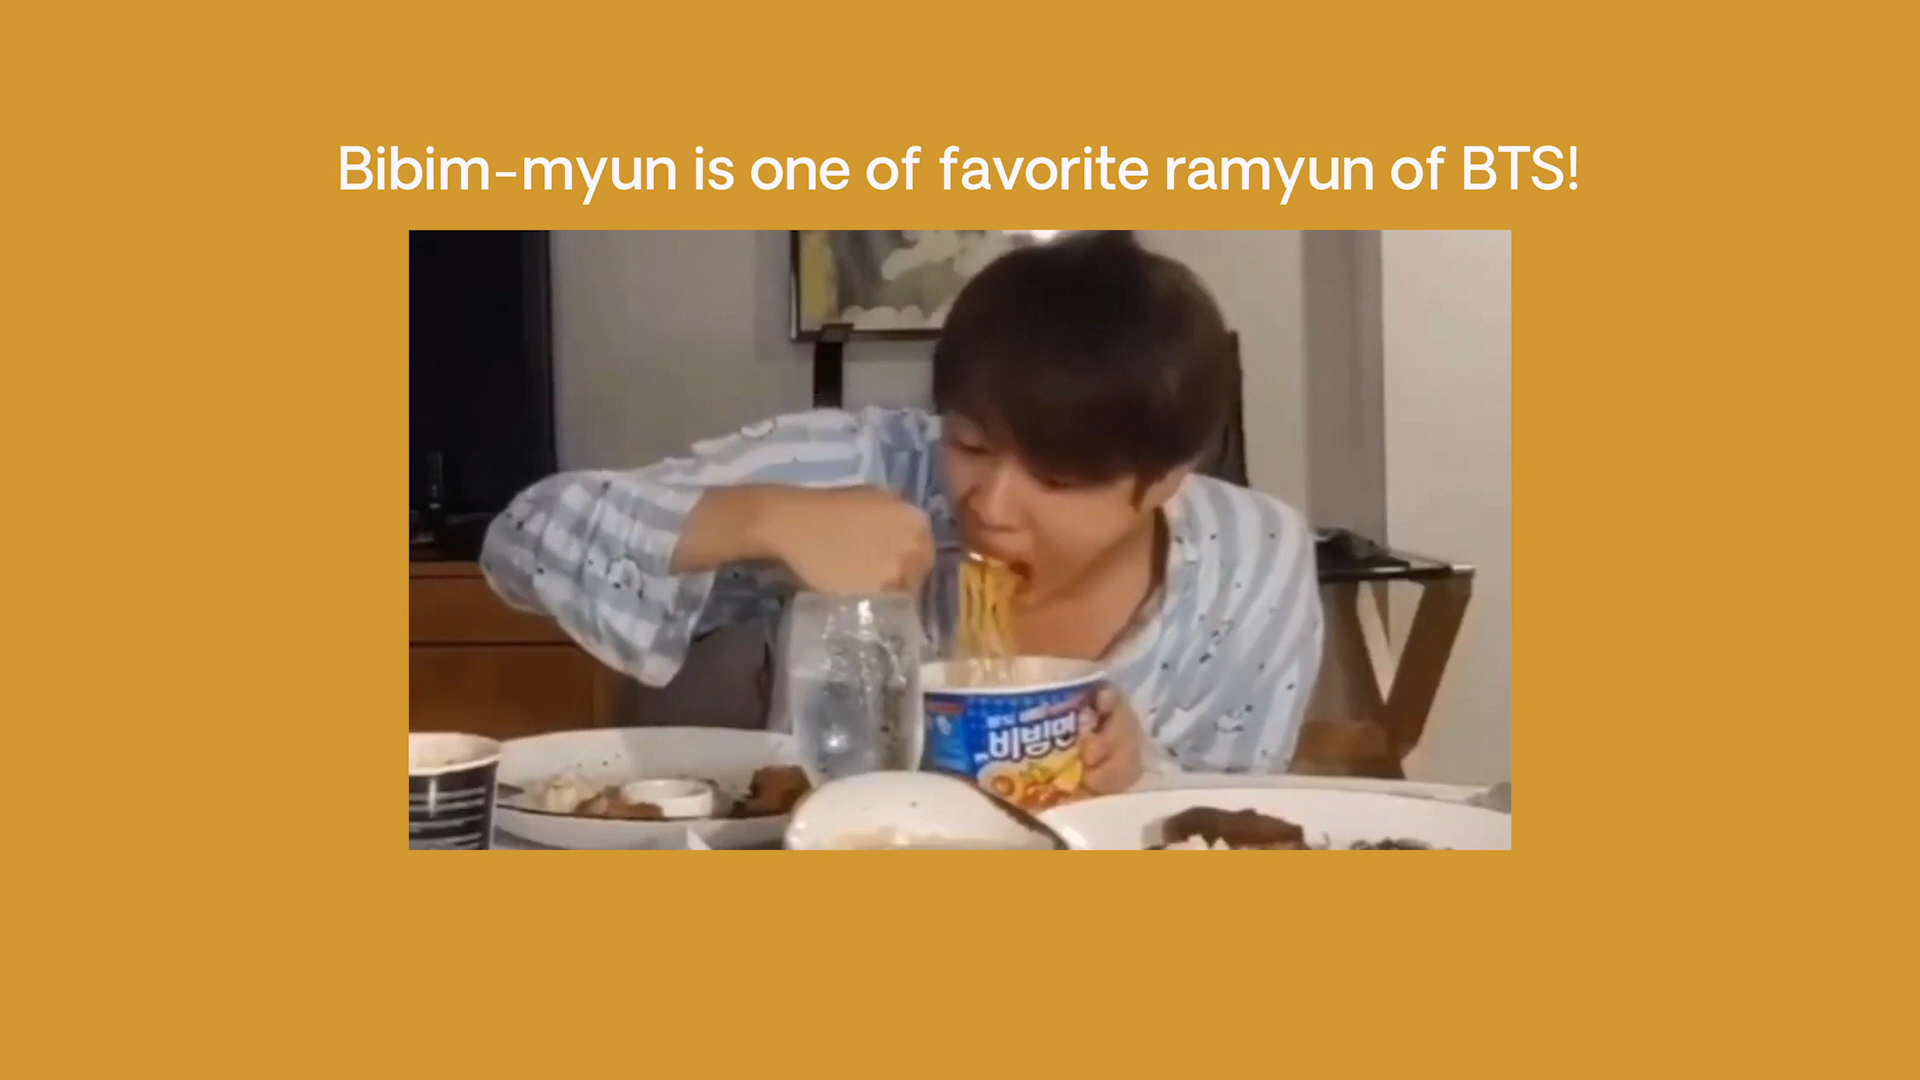 Bibim-myun is one of favorite ramyun of BTS!
비빔면